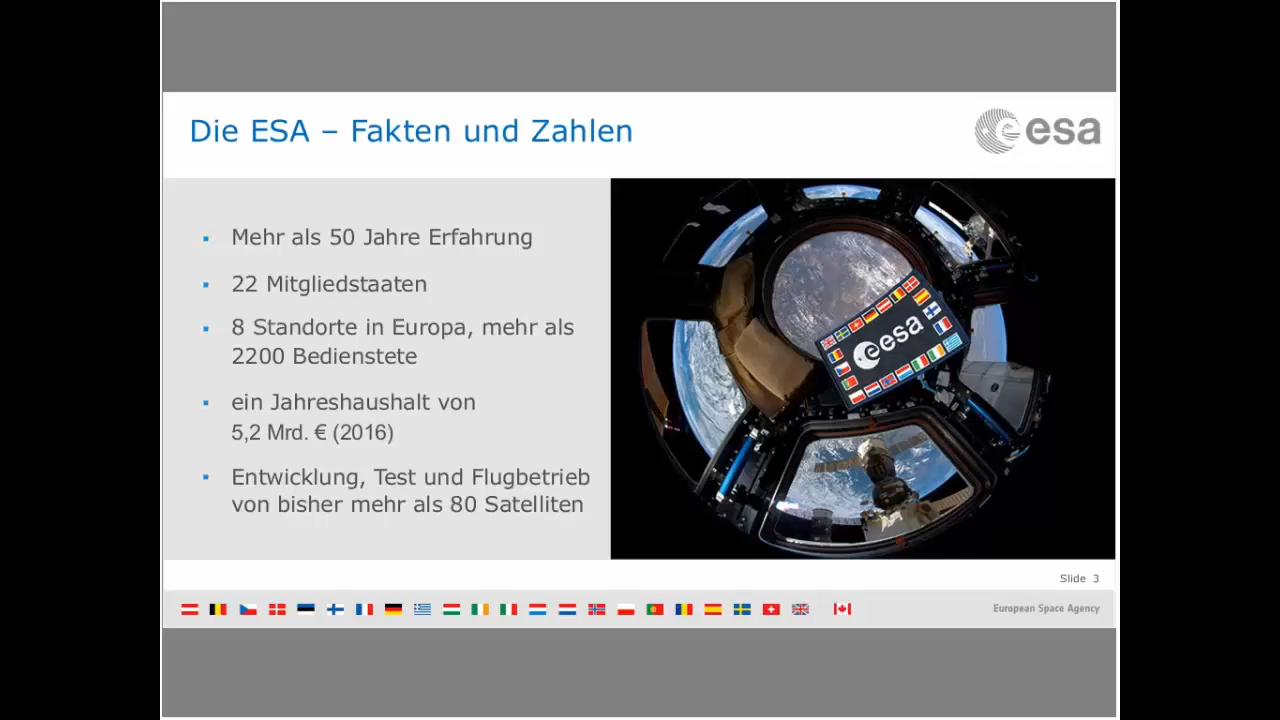 Die ESA – Fakten und Zahlen
esa
▪ Mehr als 50 Jahre Erfahrung
▪ 22 Mitgliedstaaten
▪ 8 Standorte in Europa, mehr als
2200 Bedienstete
▪ ein Jahreshaushalt von
5,2 Mrd. € (2016)
▪ Entwicklung, Test und Flugbetrieb
von bisher mehr als 80 Satelliten
esa
Slide 3
European Space Agency